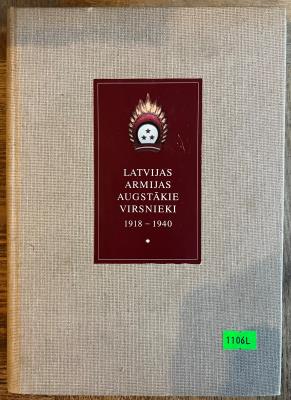 LATVIJAS
ARMIJAS
AUGSTĀKIE
VIRSNIEKI
1918 – 1940
1106L